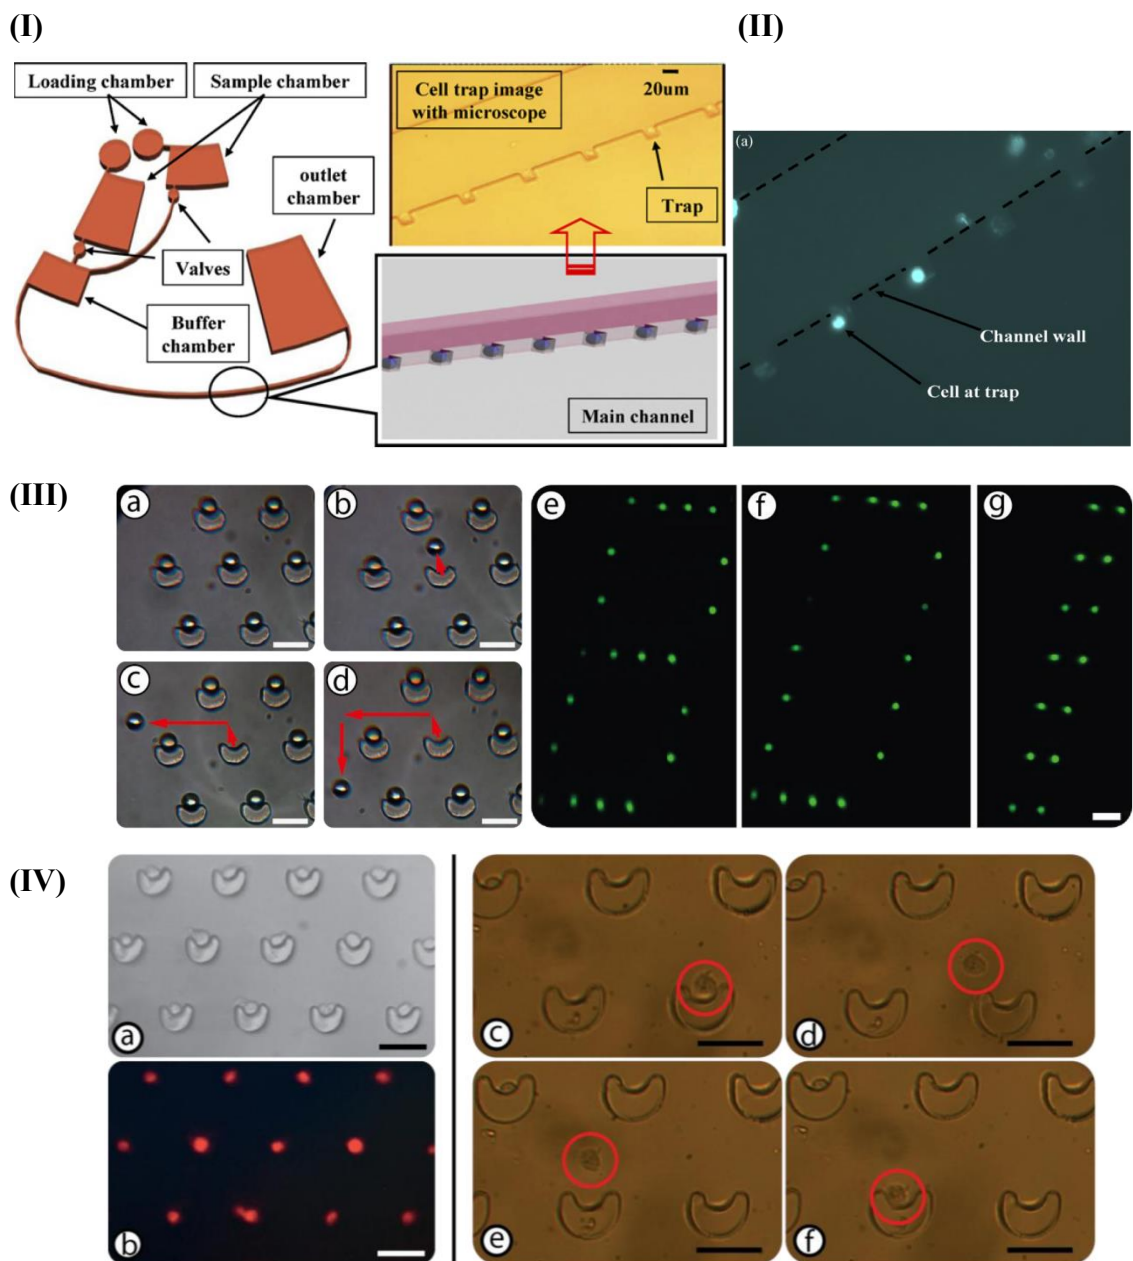 (I)
(II)
Loading chamber
Sample chamber
outlet
chamber
Valves
Buffer
chamber
Cell trap image
with microscope
20um
Trap
Main channel
(a)
Channel wall
Cell at trap
(III)
a
b
c
d
e
f
g
(IV)
a
b
c
d
e
f